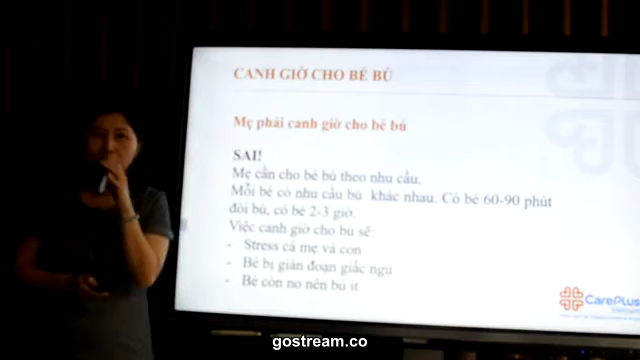 CANH GIỜ CHO BÉ BÚ
Mẹ phải canh giờ cho bé bú
SAI!
Mẹ cần cho bé bú theo nhu cầu.
Mỗi bé có nhu cầu bú khác nhau. Có bé 60-90 phút
đòi bú, có bé 2-3 giờ.
Việc canh giờ cho bú sẽ:
- Stress cả mẹ và con
- Bé bị gián đoạn giấc ngủ
- Bé còn no nên bú ít
CarePlus
Vietnam
gostream.co